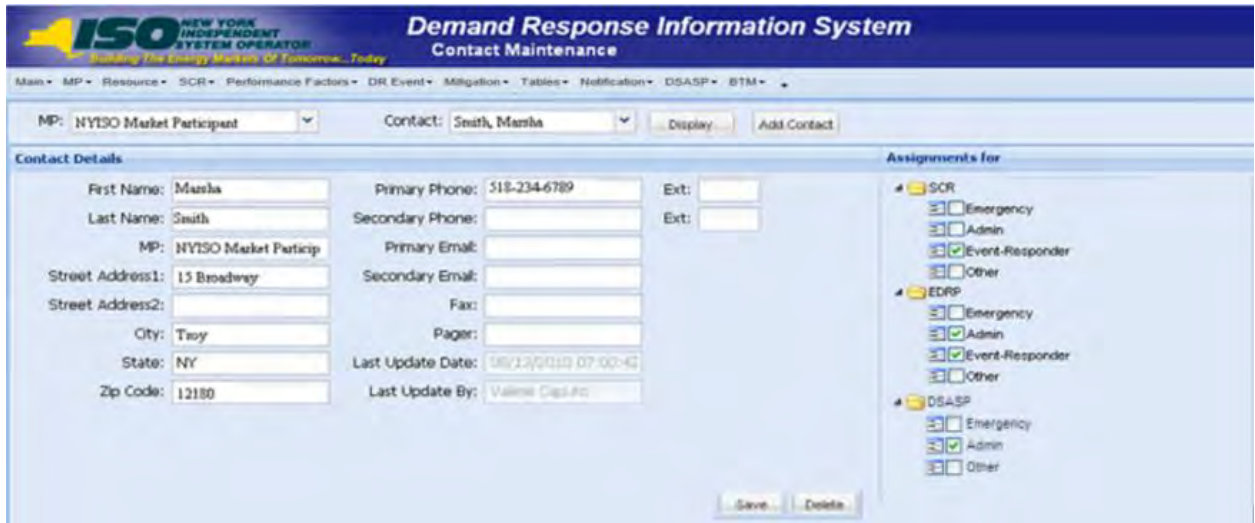 NEW YORK
ISO INDEPENDENT
SYSTEM OPERATOR
Building The Energy Markets Of Tomorrow...Today
Demand Response Information System
Contact Maintenance
Main MP Resource SCR Performance Factors DR Event Mitigation Tables Notification DSASP BTM
MP: NYISO Market Participant Contact: Smith, Marsha Display Add Contact
Contact Details
First Name: Marsha
Last Name: Smith
MP: NYISO Market Particip
Street Address1: 15 Broadway
Street Address2:
City: Troy
State: NY
Zip Code: 12180
Primary Phone: 518-234-6789 Ext:
Secondary Phone: Ext:
Primary Email:
Secondary Email:
Fax:
Pager:
Last Update Date:
Last Update By: Valerie
Save Delete
Assignments for
SCR
Emergency
Admin
Event-Responder
Other
EDRP
Emergency
Admin
Event-Responder
Other
DSASP
Emergency
Admin
Other